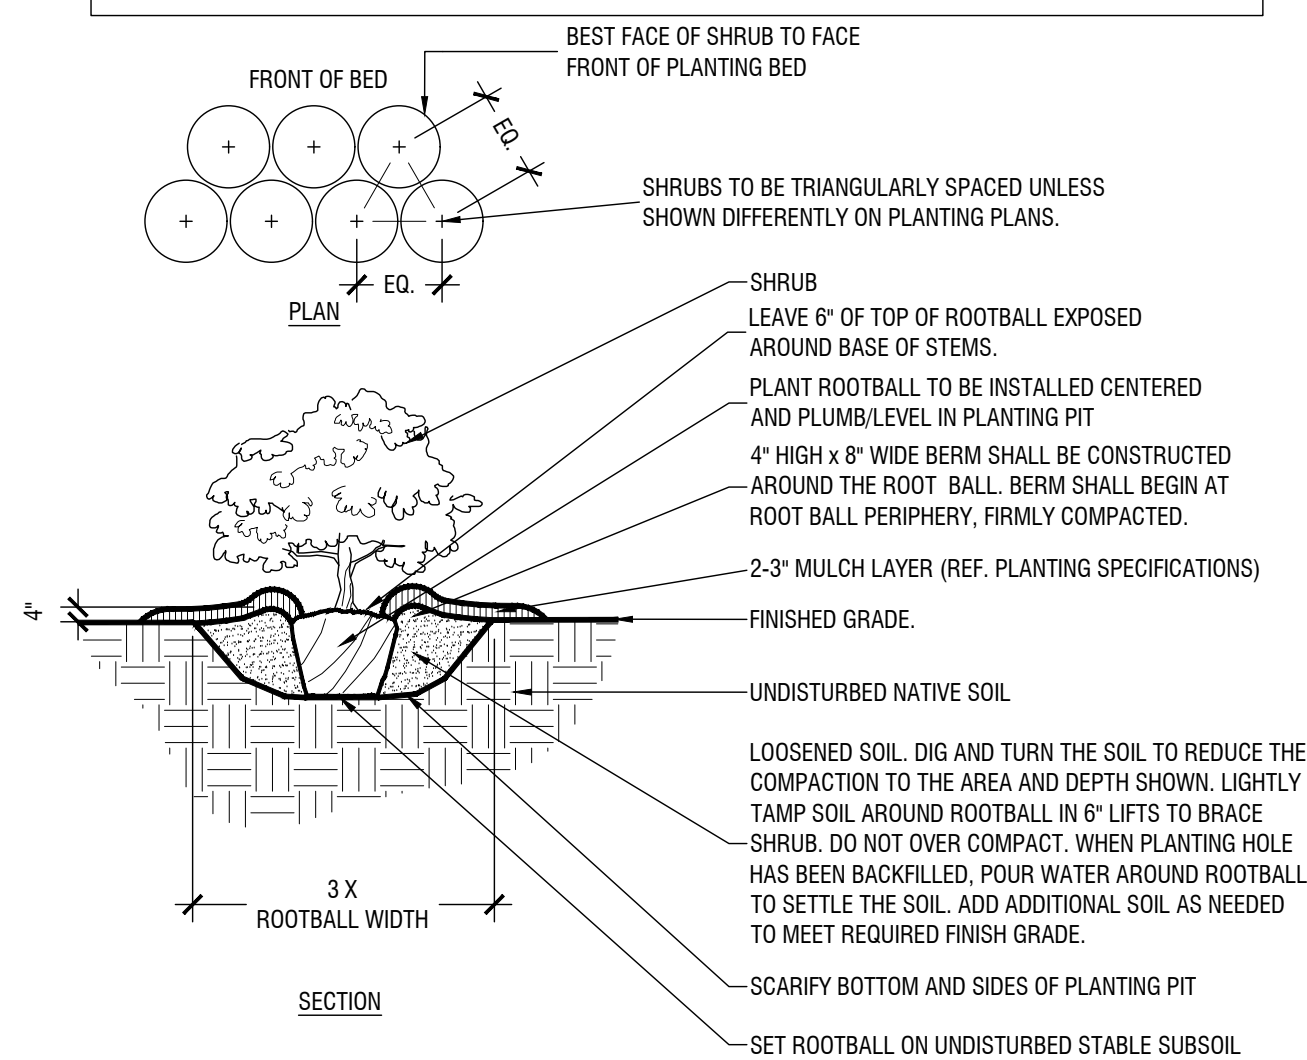 BEST FACE OF SHRUB TO FACE
FRONT OF PLANTING BED
FRONT OF BED
EQ.
SHRUBS TO BE TRIANGULARLY SPACED UNLESS
SHOWN DIFFERENTLY ON PLANTING PLANS.
EQ.
PLAN
SHRUB
LEAVE 6" OF TOP OF ROOTBALL EXPOSED
AROUND BASE OF STEMS.
PLANT ROOTBALL TO BE INSTALLED CENTERED
AND PLUMB/LEVEL IN PLANTING PIT
4" HIGH x 8" WIDE BERM SHALL BE CONSTRUCTED
AROUND THE ROOT BALL. BERM SHALL BEGIN AT
ROOT BALL PERIPHERY, FIRMLY COMPACTED.
2-3" MULCH LAYER (REF. PLANTING SPECIFICATIONS)
4"
FINISHED GRADE.
UNDISTURBED NATIVE SOIL
LOOSENED SOIL. DIG AND TURN THE SOIL TO REDUCE THE
COMPACTION TO THE AREA AND DEPTH SHOWN. LIGHTLY
TAMP SOIL AROUND ROOTBALL IN 6" LIFTS TO BRACE
SHRUB. DO NOT OVER COMPACT. WHEN PLANTING HOLE
HAS BEEN BACKFILLED, POUR WATER AROUND ROOTBALL
TO SETTLE THE SOIL. ADD ADDITIONAL SOIL AS NEEDED
TO MEET REQUIRED FINISH GRADE.
3 X
ROOTBALL WIDTH
SCARIFY BOTTOM AND SIDES OF PLANTING PIT
SECTION
SET ROOTBALL ON UNDISTURBED STABLE SUBSOIL